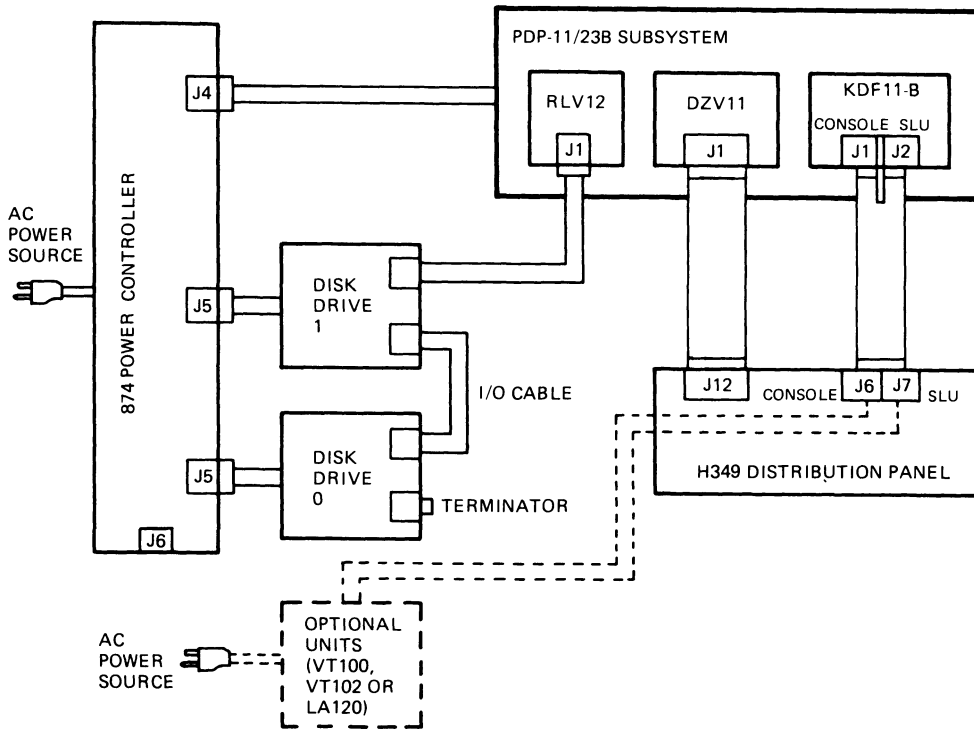 PDP-11/23B SUBSYSTEM
J4
RLV12
J1
DZV11
J1
KDF11-B
CONSOLE SLU
J1
J2
AC
POWER
SOURCE
874 POWER CONTROLLER
J5
DISK
DRIVE
1
I/O CABLE
J12
CONSOLE
J6
J7
SLU
H349 DISTRIBUTION PANEL
J5
DISK
DRIVE
0
TERMINATOR
J6
AC
POWER
SOURCE
OPTIONAL
UNITS
(VT100,
VT102 OR
LA120)